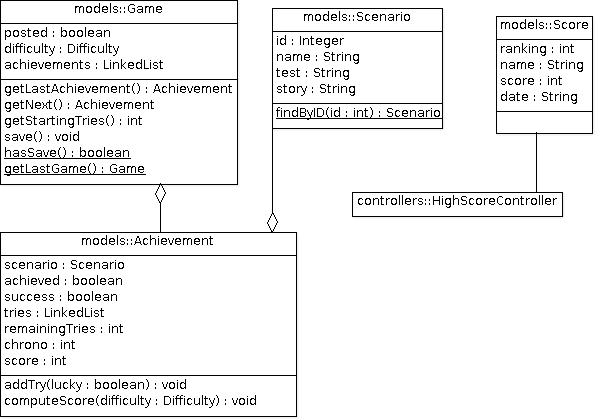 models::Game
posted : boolean
difficulty : Difficulty
achievements : LinkedList
getLastAchievement() : Achievement
getNext() : Achievement
getStartingTries() : int
save() : void
hasSave() : boolean
getLastGame() : Game
models::Scenario
id : Integer
name : String
test : String
story : String
findByID(id : int) : Scenario
models::Score
ranking : int
name : String
score : int
date : String
controllers::HighScoreController
models::Achievement
scenario : Scenario
achieved : boolean
success : boolean
tries : LinkedList
remainingTries : int
chrono : int
score : int
addTry(lucky : boolean) : void
computeScore(difficulty : Difficulty) : void